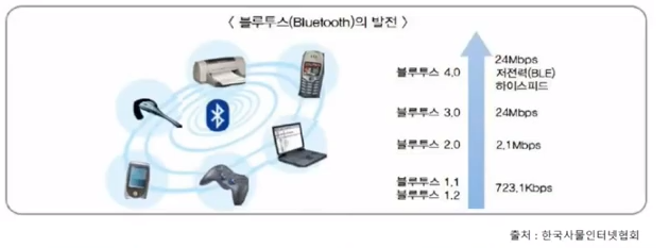 < 블루투스(Bluetooth)의 발전 >
블루투스 4.0
24Mbps
저전력(BLE)
하이스피드
블루투스 3.0
24Mbps
블루투스 2.0
2.1Mbps
블루투스 1.1
블루투스 1.2
723.1Kbps
출처 : 한국사물인터넷협회